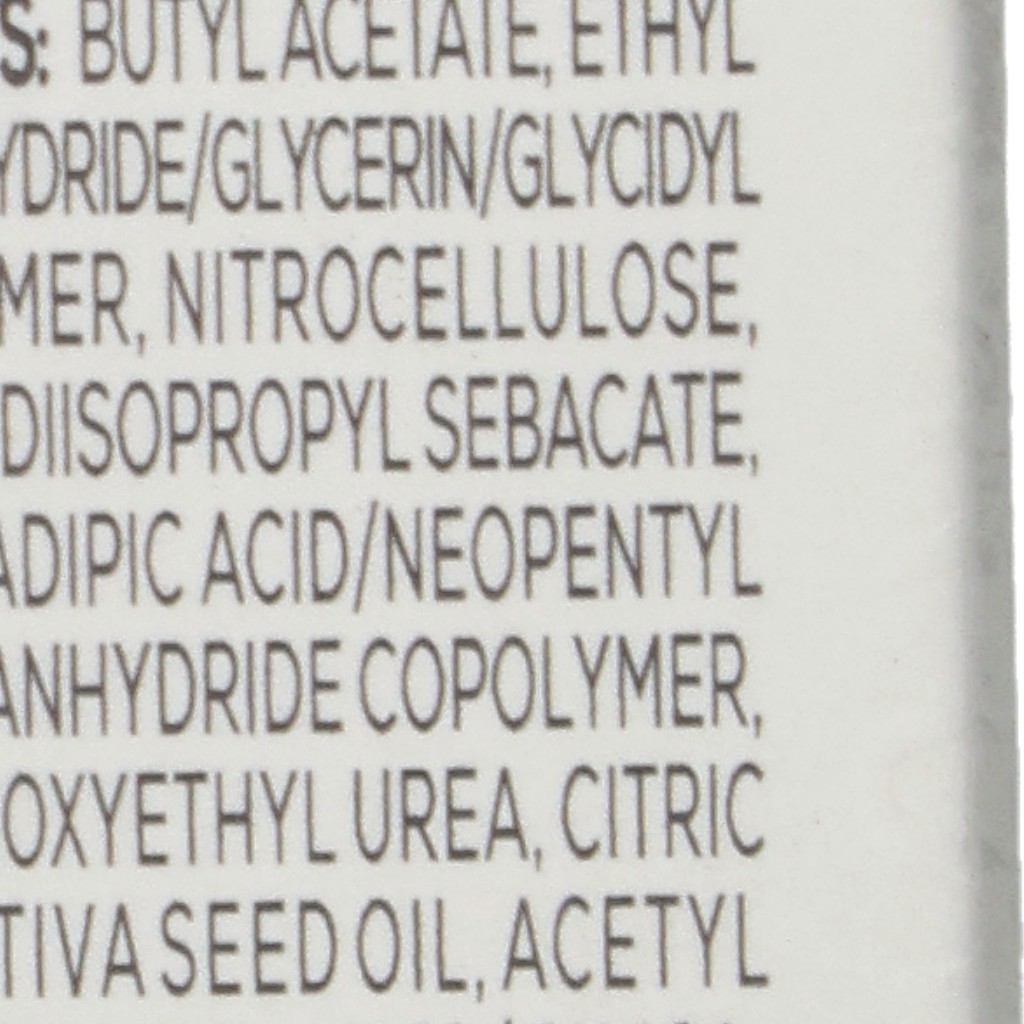 S: BUTYL ACETATE, ETHYL
YDRIDE/GLYCERIN/GLYCIDYL
MER, NITROCELLULOSE,
DIISOPROPYL SEBACATE,
ADIPIC ACID/NEOPENTYL
ANHYDRIDE COPOLYMER,
OXYETHYL UREA, CITRIC
TIVA SEED OIL, ACETYL